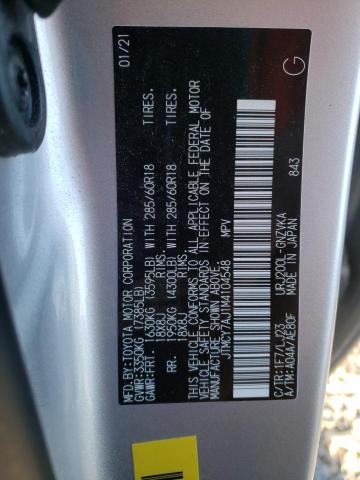 MFD.BY:TOYOTA MOTOR CORPORATION 01/21
GVWR:3350KG (7385LB)
GAWR:FRT. 1630KG (3595LB) WITH 285/60R18 TIRES.
18X8J RIMS.
RR. 1950KG (4300LB) WITH 285/60R18 TIRES.
18X8J RIMS.
THIS VEHICLE CONFORMS TO ALL APPLICABLE FEDERAL MOTOR
VEHICLE SAFETY STANDARDS IN EFFECT ON THE DATE OF
MANUFACTURE SHOWN ABOVE.
JTMCY7AJ1M4104548 MPV
C/TR:1F7/LJ23 URJ200L-GNZVKA
A/TM:A04A/AE80F MADE IN JAPAN 843
G